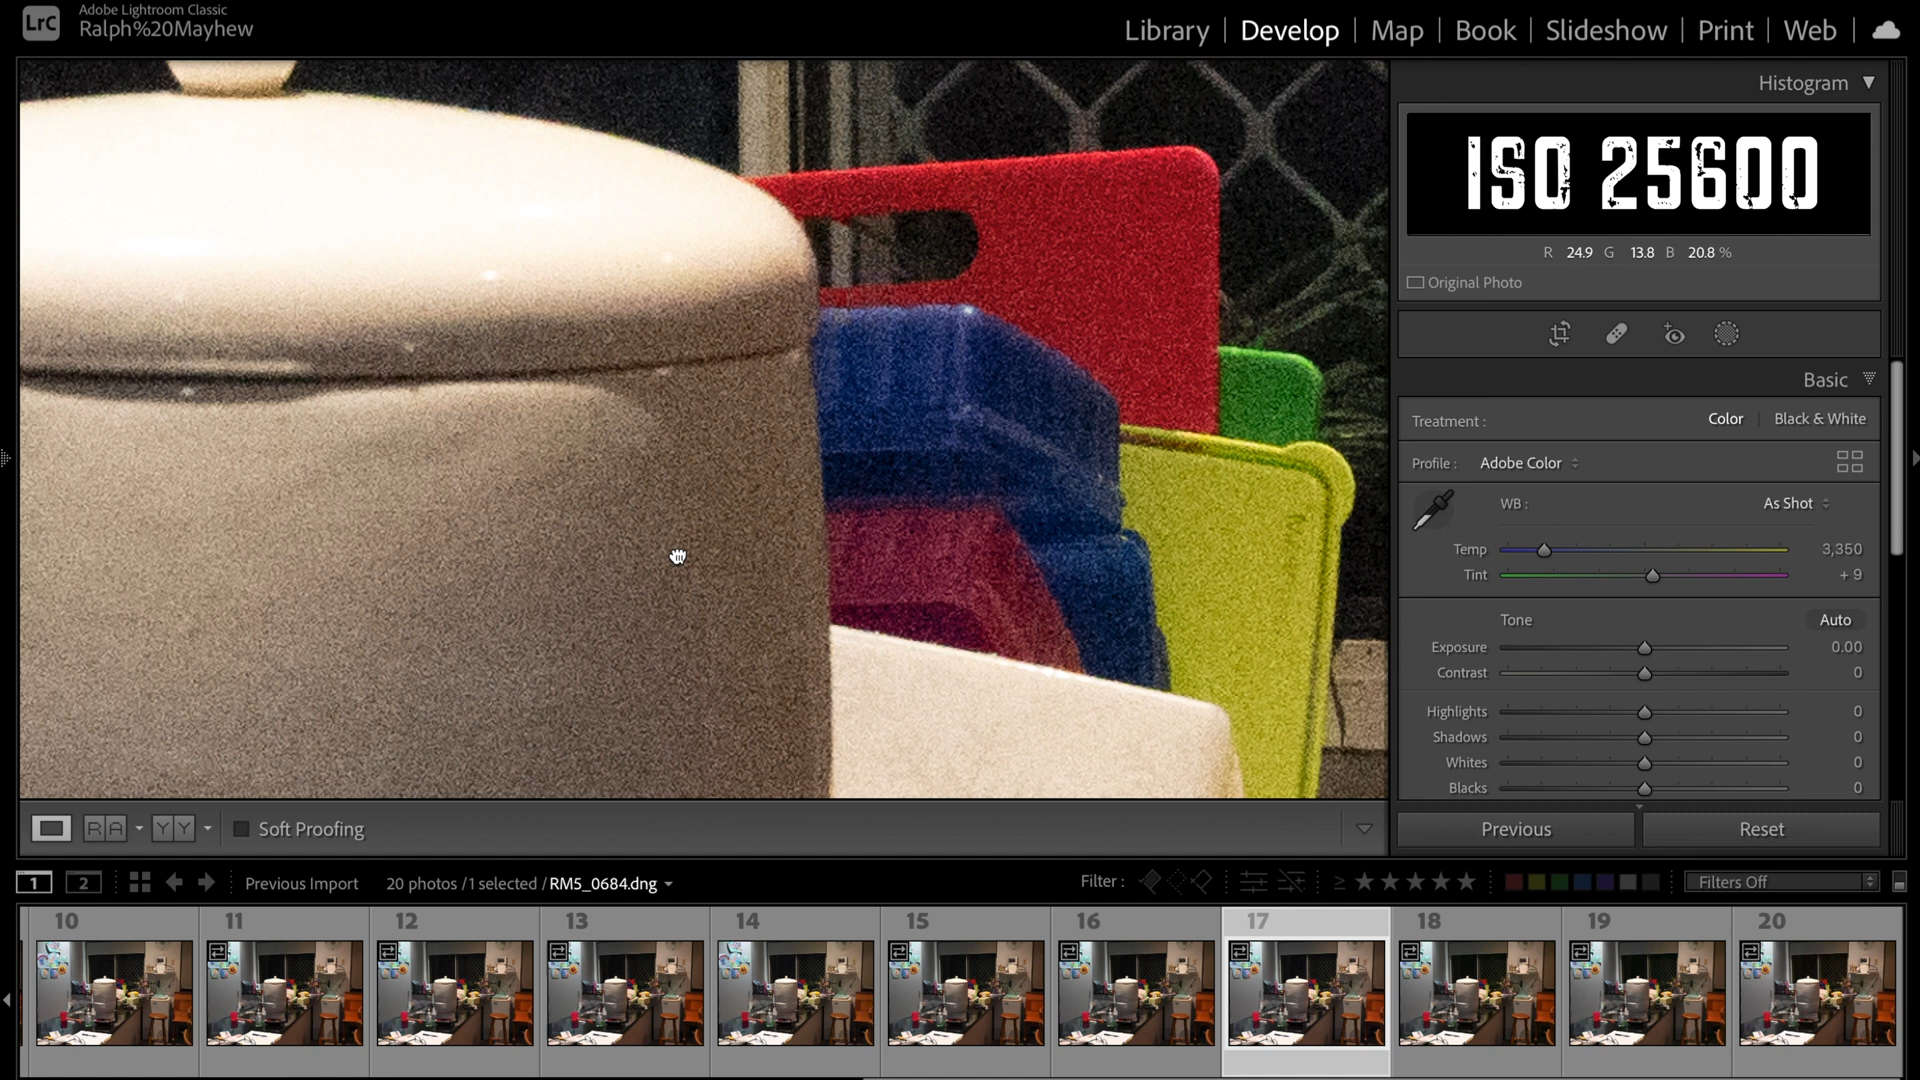 LrC
Adobe Lightroom Classic
Ralph%20Mayhew
Library | Develop | Map | Book | Slideshow | Print | Web
Histogram
ISO 25600
R 24.9 G 13.8 B 20.8 %
Original Photo
Basic
Treatment : Color Black & White
Profile : Adobe Color
WB : As Shot
Temp 3,350
Tint + 9
Tone Auto
Exposure 0.00
Contrast 0
Highlights 0
Shadows 0
Whites 0
Blacks 0
R A Y Y Soft Proofing
Previous Reset
1 2 Previous Import 20 photos /1 selected /RM5_0684.dng Filter : ≥ Filters Off
10 11 12 13 14 15 16 17 18 19 20